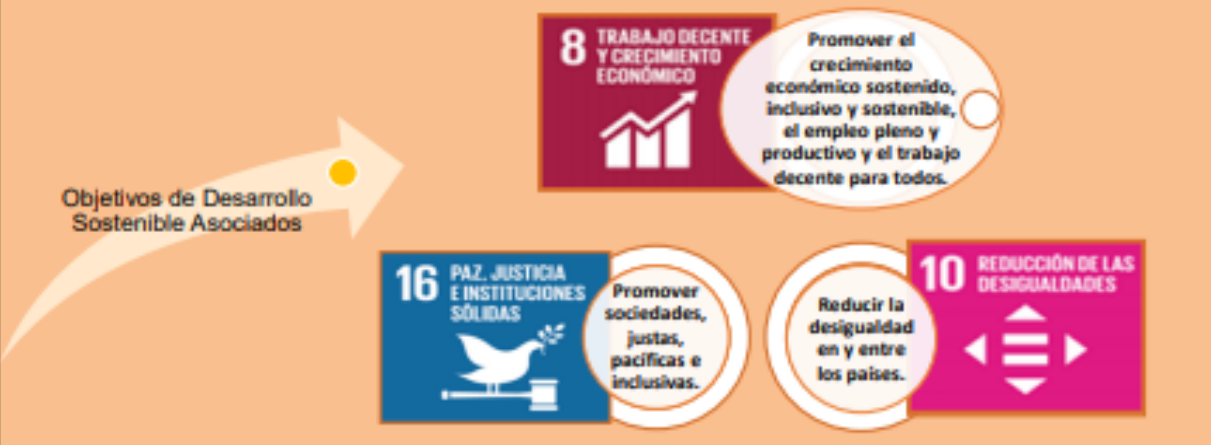 Objetivos de Desarrollo
Sostenible Asociados
8 TRABAJO DECENTE
Y CRECIMIENTO
ECONÓMICO
Promover el
crecimiento
económico sostenido,
inclusivo y sostenible,
el empleo pleno y
productivo y el trabajo
decente para todos.
16 PAZ, JUSTICIA
E INSTITUCIONES
SÓLIDAS
Promover
sociedades,
justas,
pacíficas e
inclusivas.
Reducir la
desigualdad
en y entre
los países.
10 REDUCCIÓN DE LAS
DESIGUALDADES